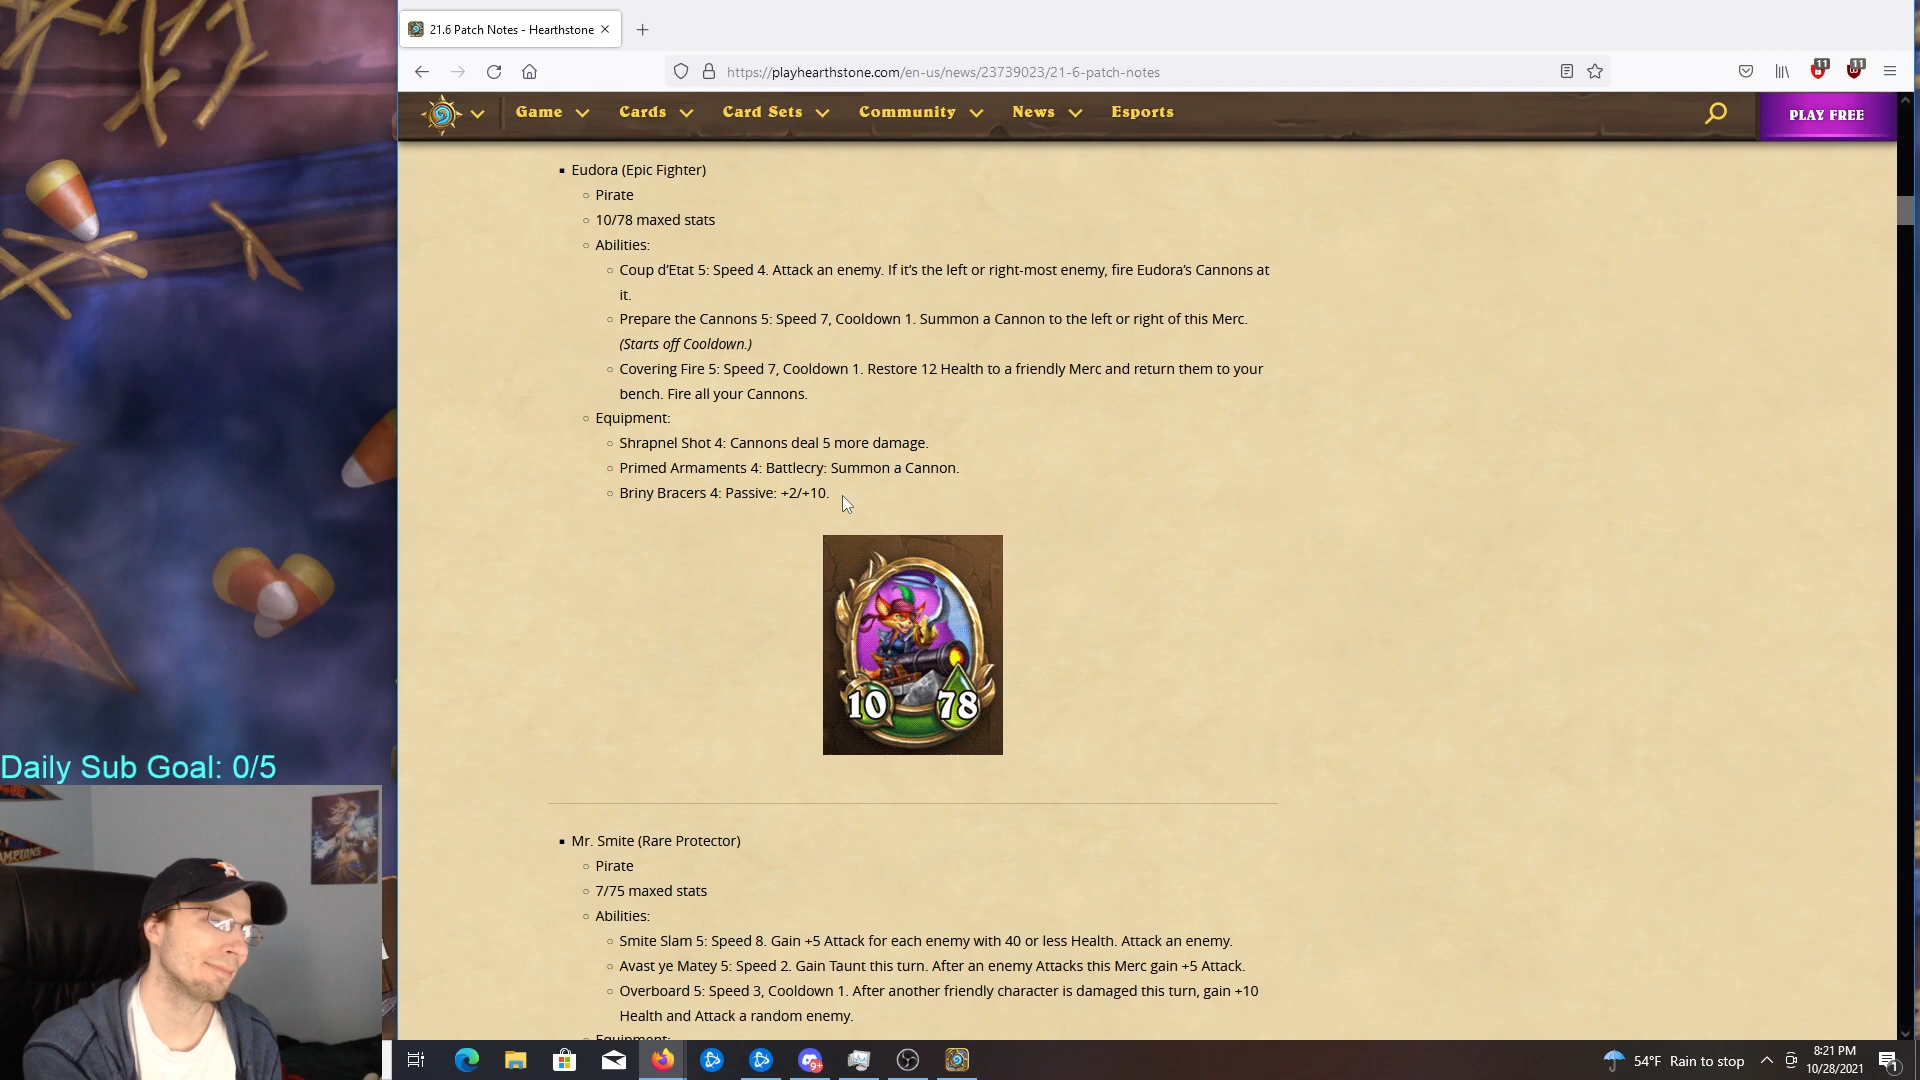 21.6 Patch Notes - Hearthstone
https://playhearthstone.com/en-us/news/23739023/21-6-patch-notes
11
11
Game
Cards
Card Sets
Community
News
Esports
PLAY FREE
Eudora (Epic Fighter)
Pirate
10/78 maxed stats
Abilities:
Coup d'Etat 5: Speed 4. Attack an enemy. If it's the left or right-most enemy, fire Eudora's Cannons at
it.
Prepare the Cannons 5: Speed 7, Cooldown 1. Summon a Cannon to the left or right of this Merc.
(Starts off Cooldown.)
Covering Fire 5: Speed 7, Cooldown 1. Restore 12 Health to a friendly Merc and return them to your
bench. Fire all your Cannons.
Equipment:
Shrapnel Shot 4: Cannons deal 5 more damage.
Primed Armaments 4: Battlecry: Summon a Cannon.
Briny Bracers 4: Passive: +2/+10.
10
78
Daily Sub Goal: 0/5
Mr. Smite (Rare Protector)
Pirate
7/75 maxed stats
Abilities:
Smite Slam 5: Speed 8. Gain +5 Attack for each enemy with 40 or less Health. Attack an enemy.
Avast ye Matey 5: Speed 2. Gain Taunt this turn. After an enemy Attacks this Merc gain +5 Attack.
Overboard 5: Speed 3, Cooldown 1. After another friendly character is damaged this turn, gain +10
Health and Attack a random enemy.
Equipment:
9+
54°F Rain to stop
8:21 PM
10/28/2021
1